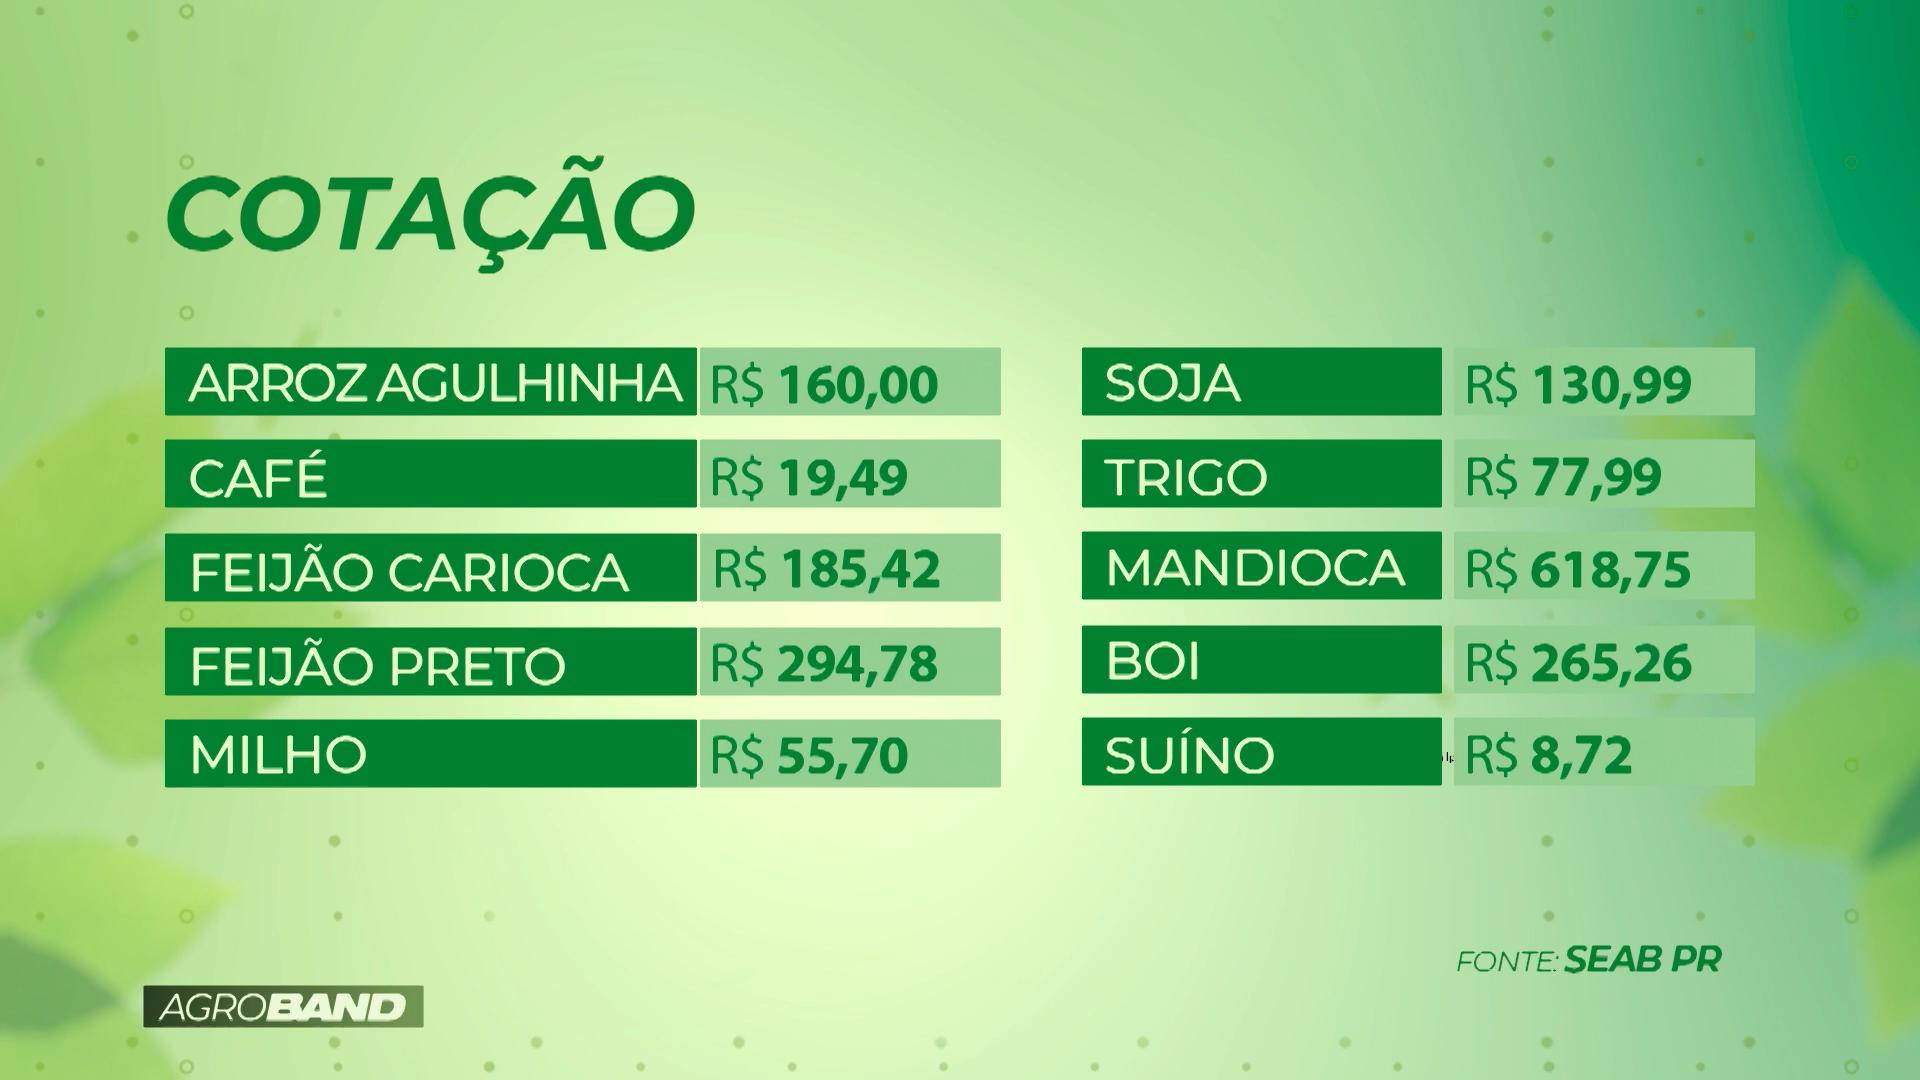 COTAÇÃO
ARROZ AGULHINHA R$ 160,00
CAFÉ R$ 19,49
FEIJÃO CARIOCA R$ 185,42
FEIJÃO PRETO R$ 294,78
MILHO R$ 55,70
SOJA R$ 130,99
TRIGO R$ 77,99
MANDIOCA R$ 618,75
BOI R$ 265,26
SUÍNO R$ 8,72
FONTE: SEAB PR
AGROBAND